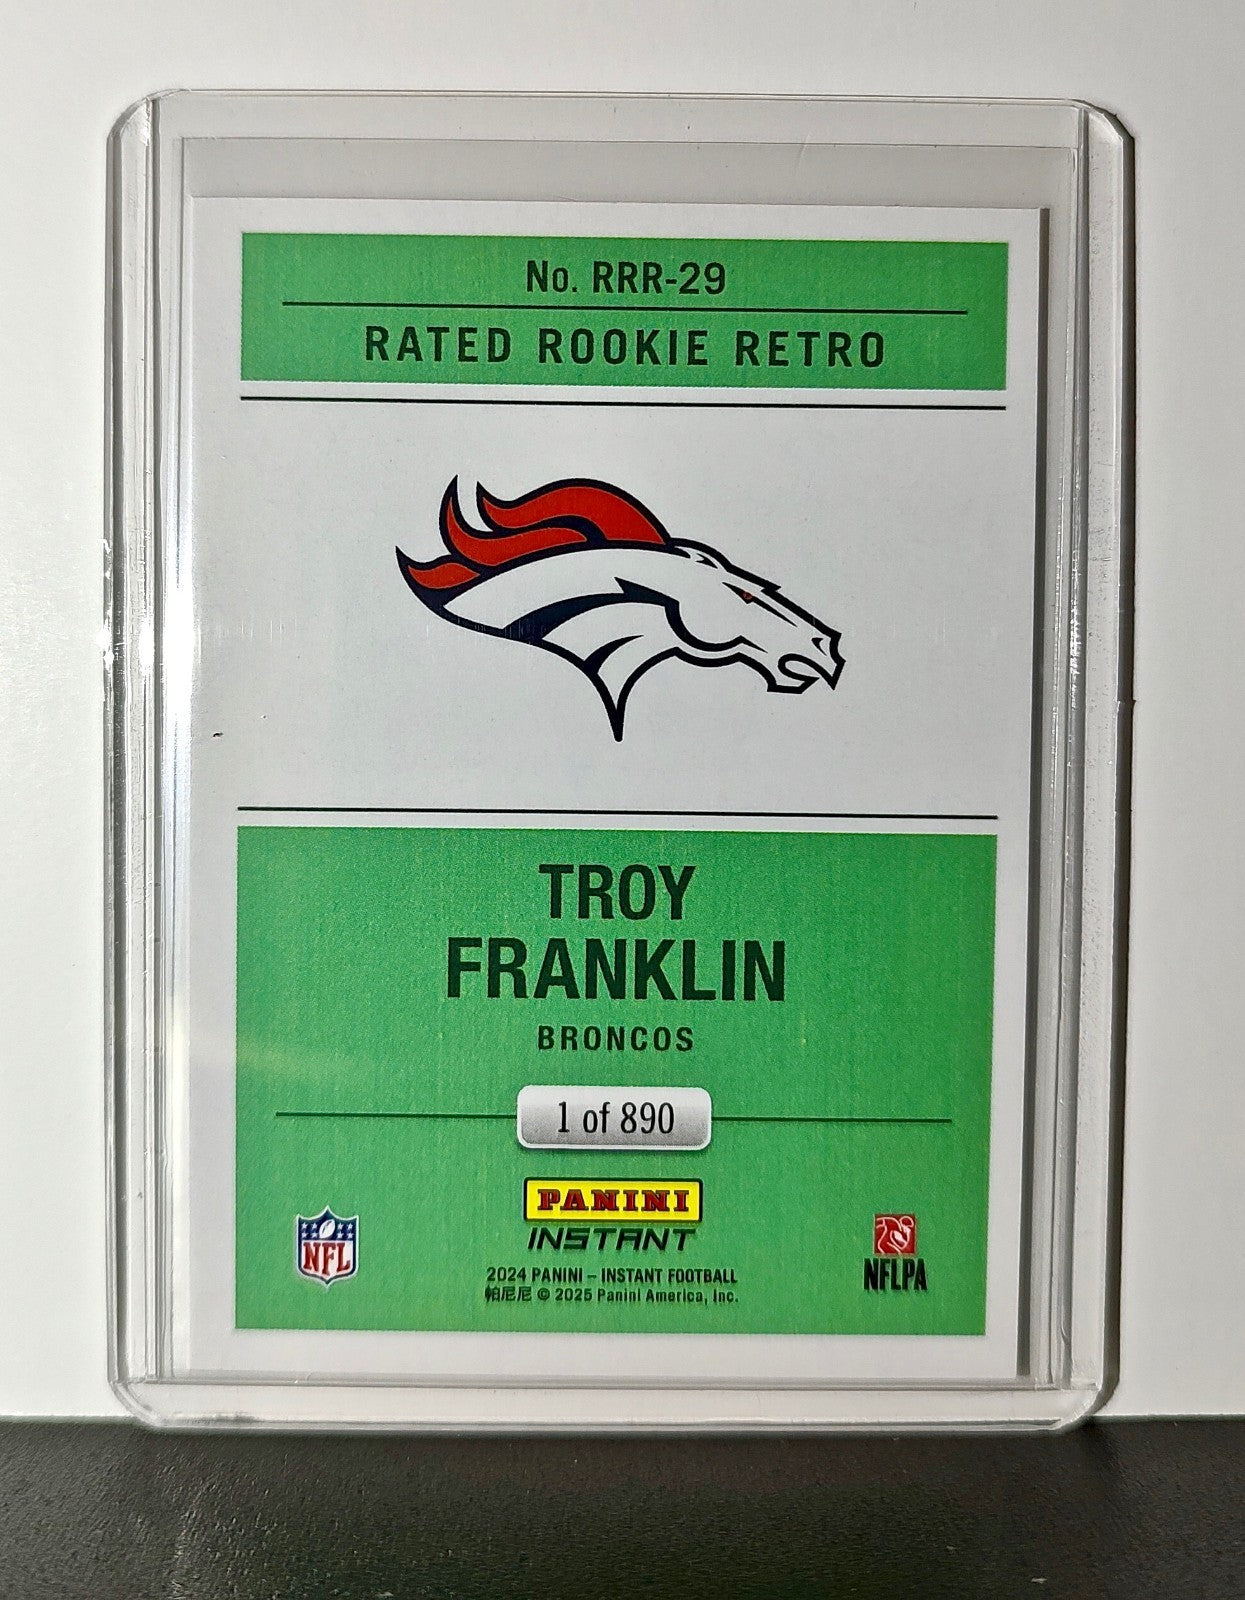 No. RRR-29
RATED ROOKIE RETRO
TROY
FRANKLIN
BRONCOS
1 of 890
PANINI
INSTANT
NFL
NFLPA
2024 PANINI – INSTANT FOOTBALL
帕尼尼 © 2025 Panini America, Inc.